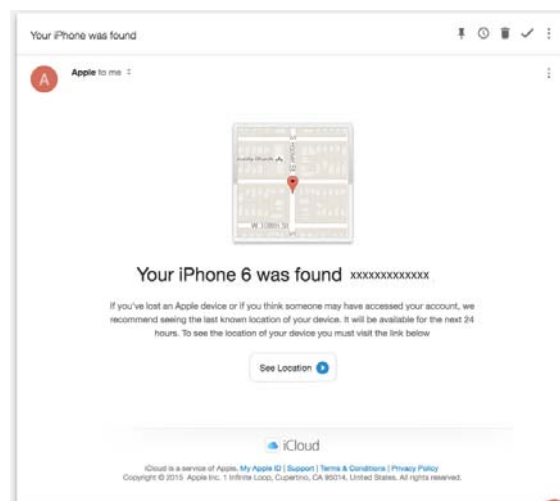 Your iPhone was found
A
Apple to me
W. 108th St
Your iPhone 6 was found xxxxxxxxxxxxx
If you've lost an Apple device or if you think someone may have accessed your account, we
recommend seeing the last known location of your device. It will be available for the next 24
hours. To see the location of your device you must visit the link below
See Location
iCloud
iCloud is a service of Apple. My Apple ID | Support | Terms & Conditions | Privacy Policy
Copyright © 2015 Apple Inc. 1 Infinite Loop, Cupertino, CA 95014, United States. All rights reserved.